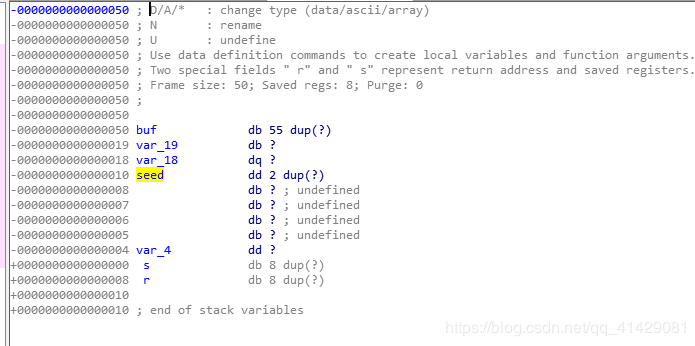 -0000000000000050 ; D/A/* : change type (data/ascii/array)
-0000000000000050 ; N : rename
-0000000000000050 ; U : undefine
-0000000000000050 ; Use data definition commands to create local variables and function arguments.
-0000000000000050 ; Two special fields " r" and " s" represent return address and saved registers.
-0000000000000050 ; Frame size: 50; Saved regs: 8; Purge: 0
-0000000000000050 ;
-0000000000000050
-0000000000000050 buf db 55 dup(?)
-0000000000000019 var_19 db ?
-0000000000000018 var_18 dq ?
-0000000000000010 seed dd 2 dup(?)
-0000000000000008 db ? ; undefined
-0000000000000007 db ? ; undefined
-0000000000000006 db ? ; undefined
-0000000000000005 db ? ; undefined
-0000000000000004 var_4 dd ?
+0000000000000000 s db 8 dup(?)
+0000000000000008 r db 8 dup(?)
+0000000000000010
+0000000000000010 ; end of stack variables
https://blog.csdn.net/qq_41429081